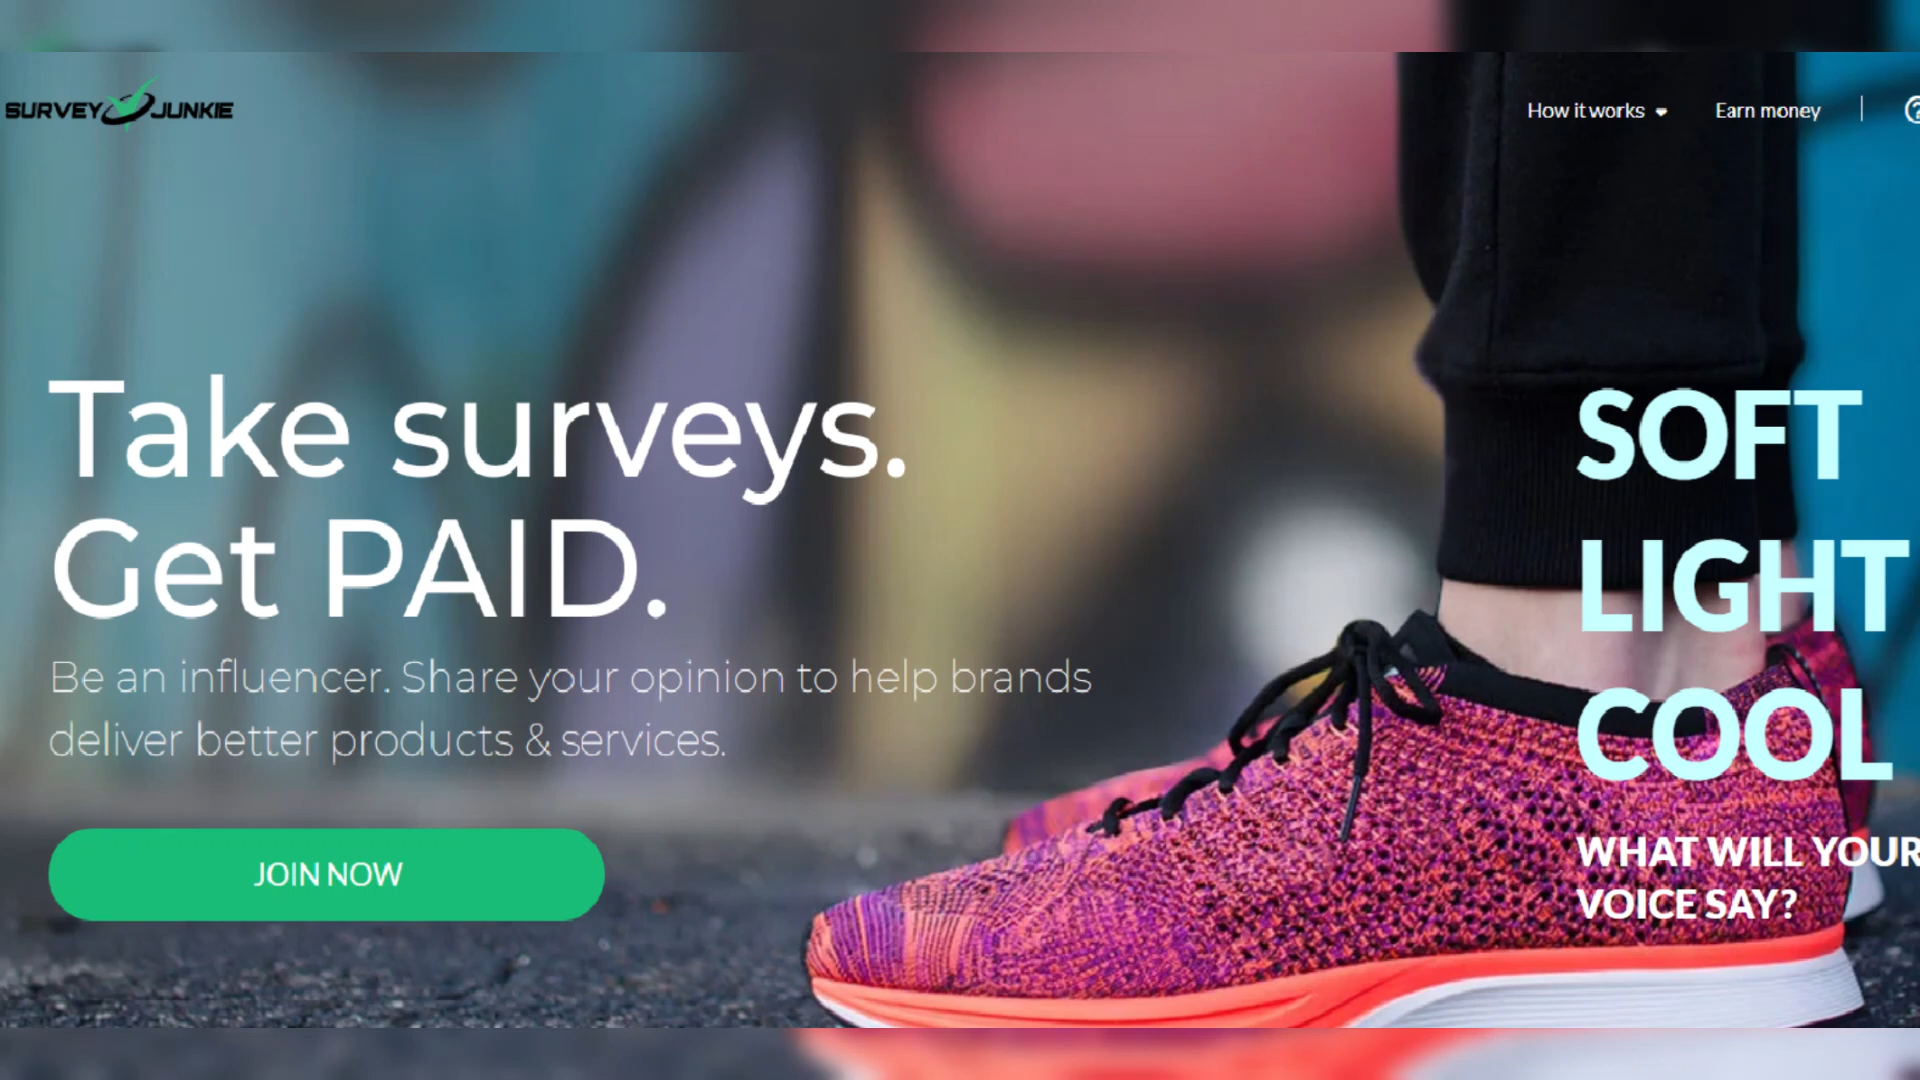 SURVEY JUNKIE
How it works
Earn money
Take surveys.
Get PAID.
Be an influencer. Share your opinion to help brands
deliver better products & services.
JOIN NOW
SOFT
LIGHT
COOL
WHAT WILL YOUR
VOICE SAY?